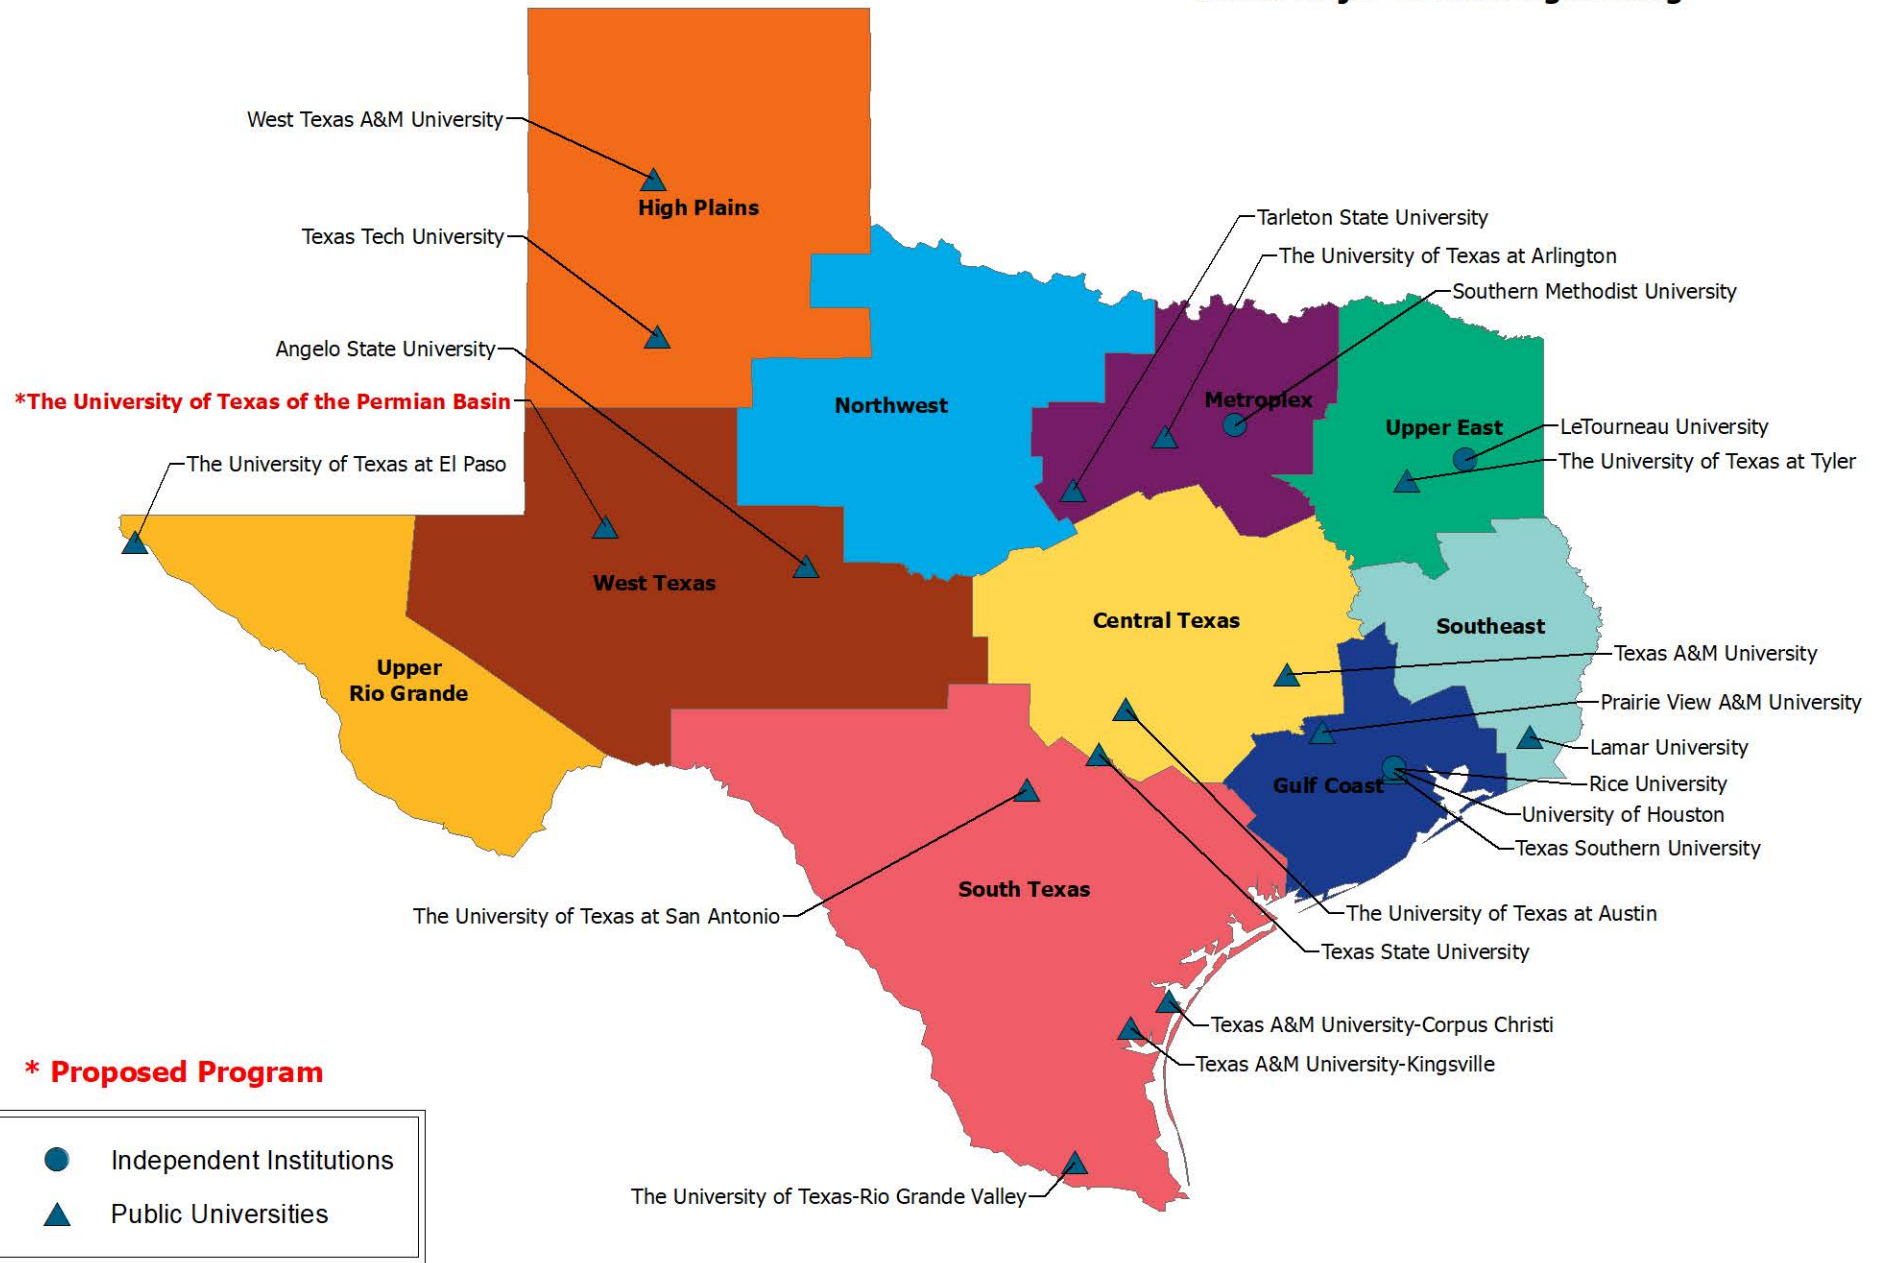 West Texas A&M University
High Plains
Texas Tech University
Tarleton State University
The University of Texas at Arlington
Southern Methodist University
Angelo State University
*The University of Texas of the Permian Basin
Northwest
Metroplex
Upper East
LeTourneau University
The University of Texas at El Paso
The University of Texas at Tyler
West Texas
Central Texas
Southeast
Upper
Rio Grande
Texas A&M University
Prairie View A&M University
Lamar University
Gulf Coast
Rice University
University of Houston
Texas Southern University
South Texas
The University of Texas at San Antonio
The University of Texas at Austin
Texas State University
Texas A&M University-Corpus Christi
Texas A&M University-Kingsville
* Proposed Program
Independent Institutions
Public Universities
The University of Texas-Rio Grande Valley